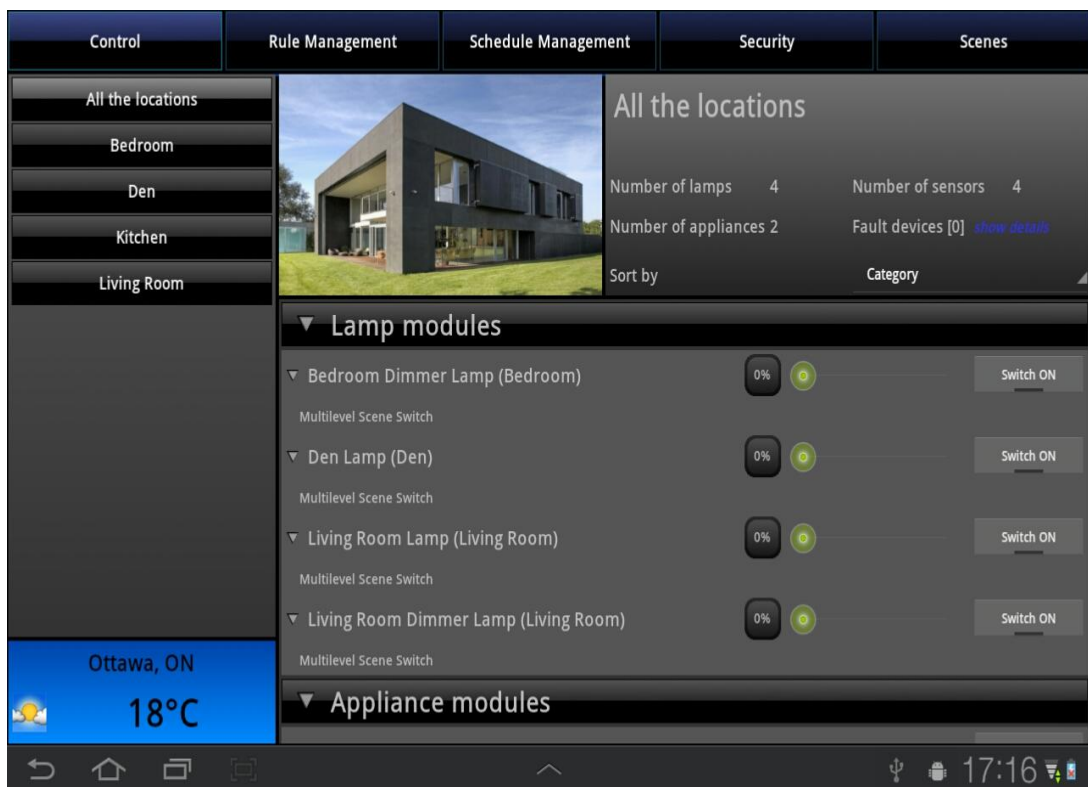 Control Rule Management Schedule Management Security Scenes
All the locations
Bedroom
Den
Kitchen
Living Room
Ottawa, ON
18°C
All the locations
Number of lamps 4 Number of sensors 4
Number of appliances 2 Fault devices [0] show details
Sort by Category
Lamp modules
Bedroom Dimmer Lamp (Bedroom) 0% Switch ON
Multilevel Scene Switch
Den Lamp (Den) 0% Switch ON
Multilevel Scene Switch
Living Room Lamp (Living Room) 0% Switch ON
Multilevel Scene Switch
Living Room Dimmer Lamp (Living Room) 0% Switch ON
Multilevel Scene Switch
Appliance modules
17:16